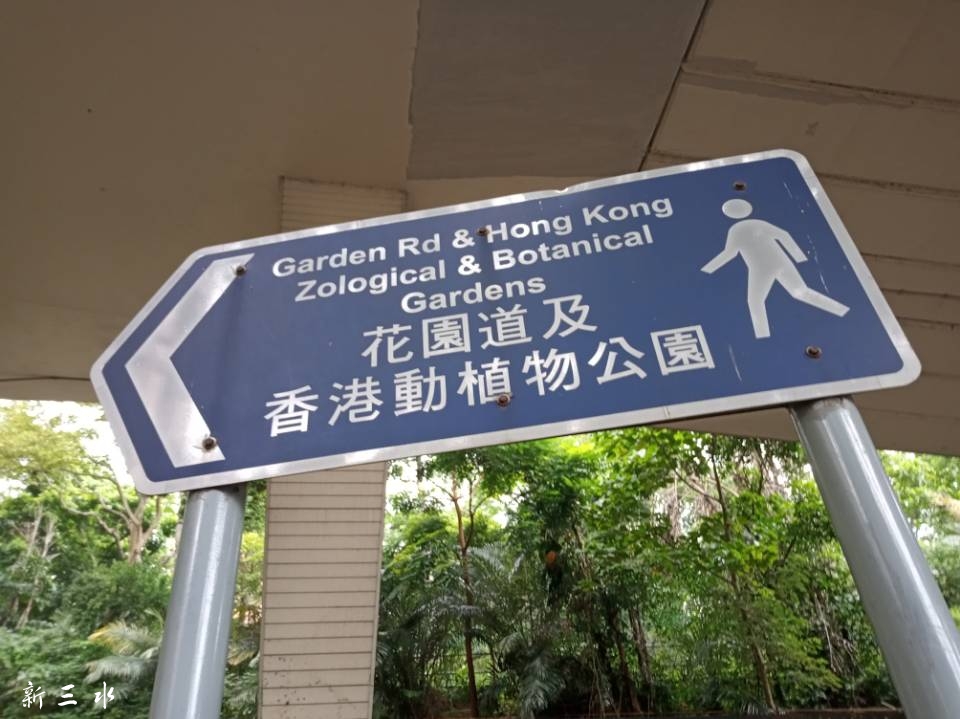 Garden Rd & Hong Kong
Zological & Botanical
Gardens
花園道及
香港動植物公園
新三水